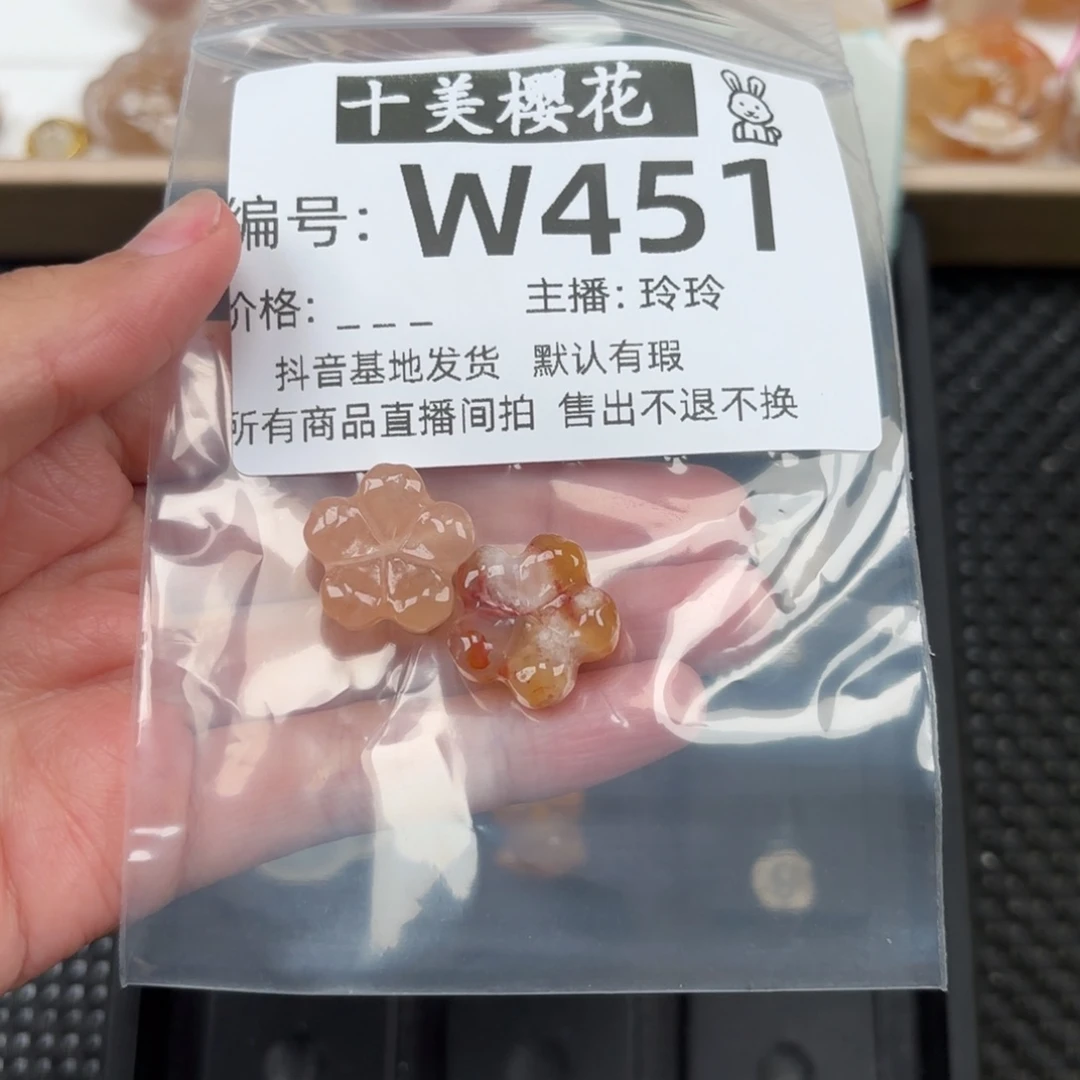 十美樱花
编号: W451
价格: _ _ _ 主播: 玲玲
抖音基地发货 默认有瑕
所有商品直播间拍 售出不退不换